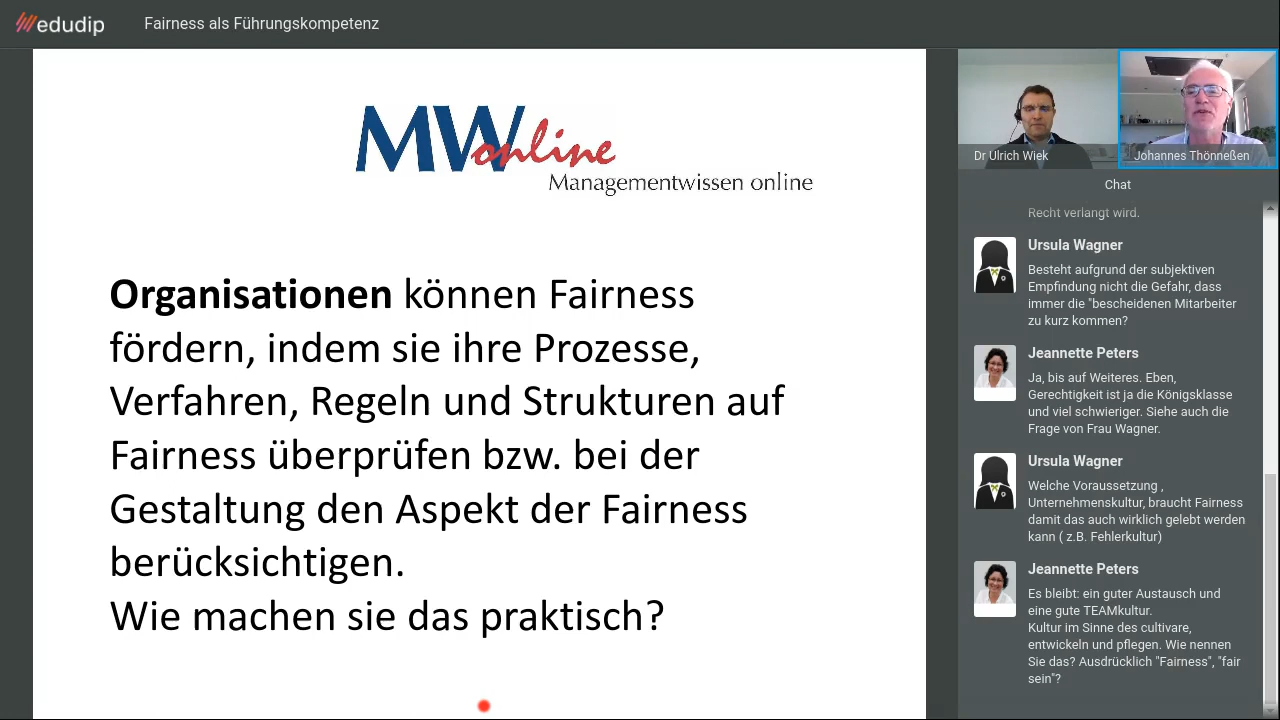 edudip
Fairness als Führungskompetenz
MWonline
Managementwissen online
Organisationen können Fairness
fördern, indem sie ihre Prozesse,
Verfahren, Regeln und Strukturen auf
Fairness überprüfen bzw. bei der
Gestaltung den Aspekt der Fairness
berücksichtigen.
Wie machen sie das praktisch?
Dr Ulrich Wiek
Johannes Thönneßen
Chat
Recht verlangt wird.
Ursula Wagner
Besteht aufgrund der subjektiven
Empfindung nicht die Gefahr, dass
immer die "bescheidenen Mitarbeiter
zu kurz kommen?
Jeannette Peters
Ja, bis auf Weiteres. Eben,
Gerechtigkeit ist ja die Königsklasse
und viel schwieriger. Siehe auch die
Frage von Frau Wagner.
Ursula Wagner
Welche Voraussetzung ,
Unternehmenskultur, braucht Fairness
damit das auch wirklich gelebt werden
kann ( z.B. Fehlerkultur)
Jeannette Peters
Es bleibt: ein guter Austausch und
eine gute TEAMkultur.
Kultur im Sinne des cultivare,
entwickeln und pflegen. Wie nennen
Sie das? Ausdrücklich "Fairness", "fair
sein"?